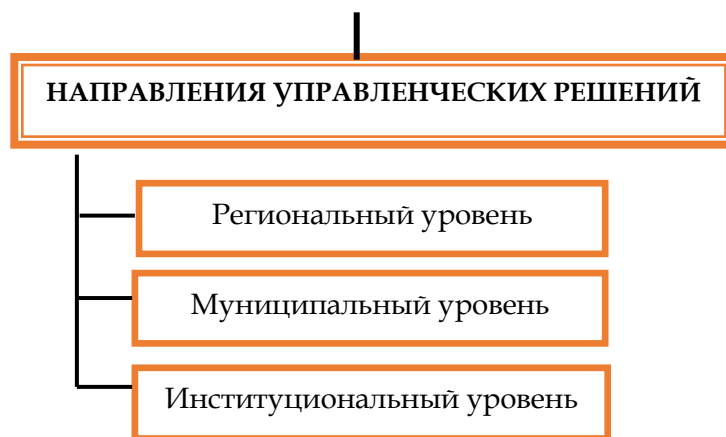 НАПРАВЛЕНИЯ УПРАВЛЕНЧЕСКИХ РЕШЕНИЙ
Региональный уровень
Муниципальный уровень
Институциональный уровень